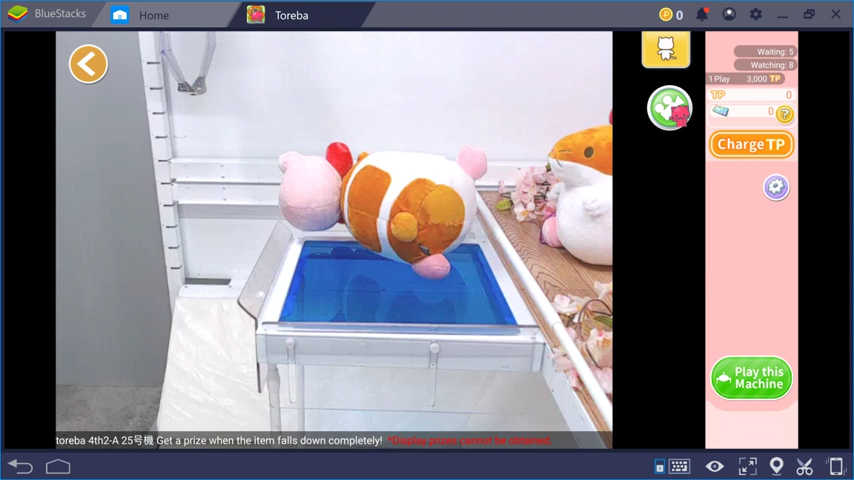 BlueStacks
Home
Toreba
0
Waiting: 5
Watching: 8
1 Play 3,000 TP
TP 0
0 ?
Charge TP
Play this
Machine
toreba 4th2-A 25号機 Get a prize when the item falls down completely! *Display prizes cannot be obtained.